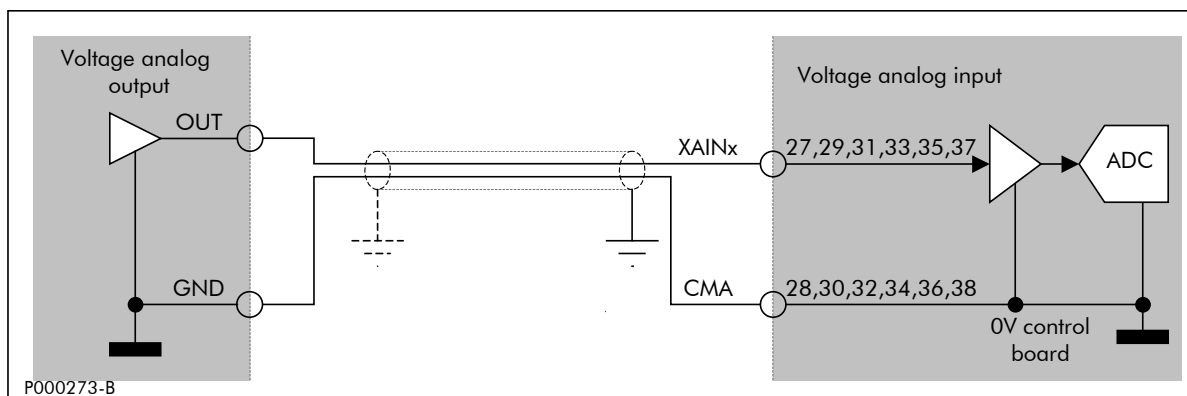 Voltage analog
output
OUT
GND
XAINx
CMA
Voltage analog input
27,29,31,33,35,37
ADC
28,30,32,34,36,38
0V control
board
P000273-B